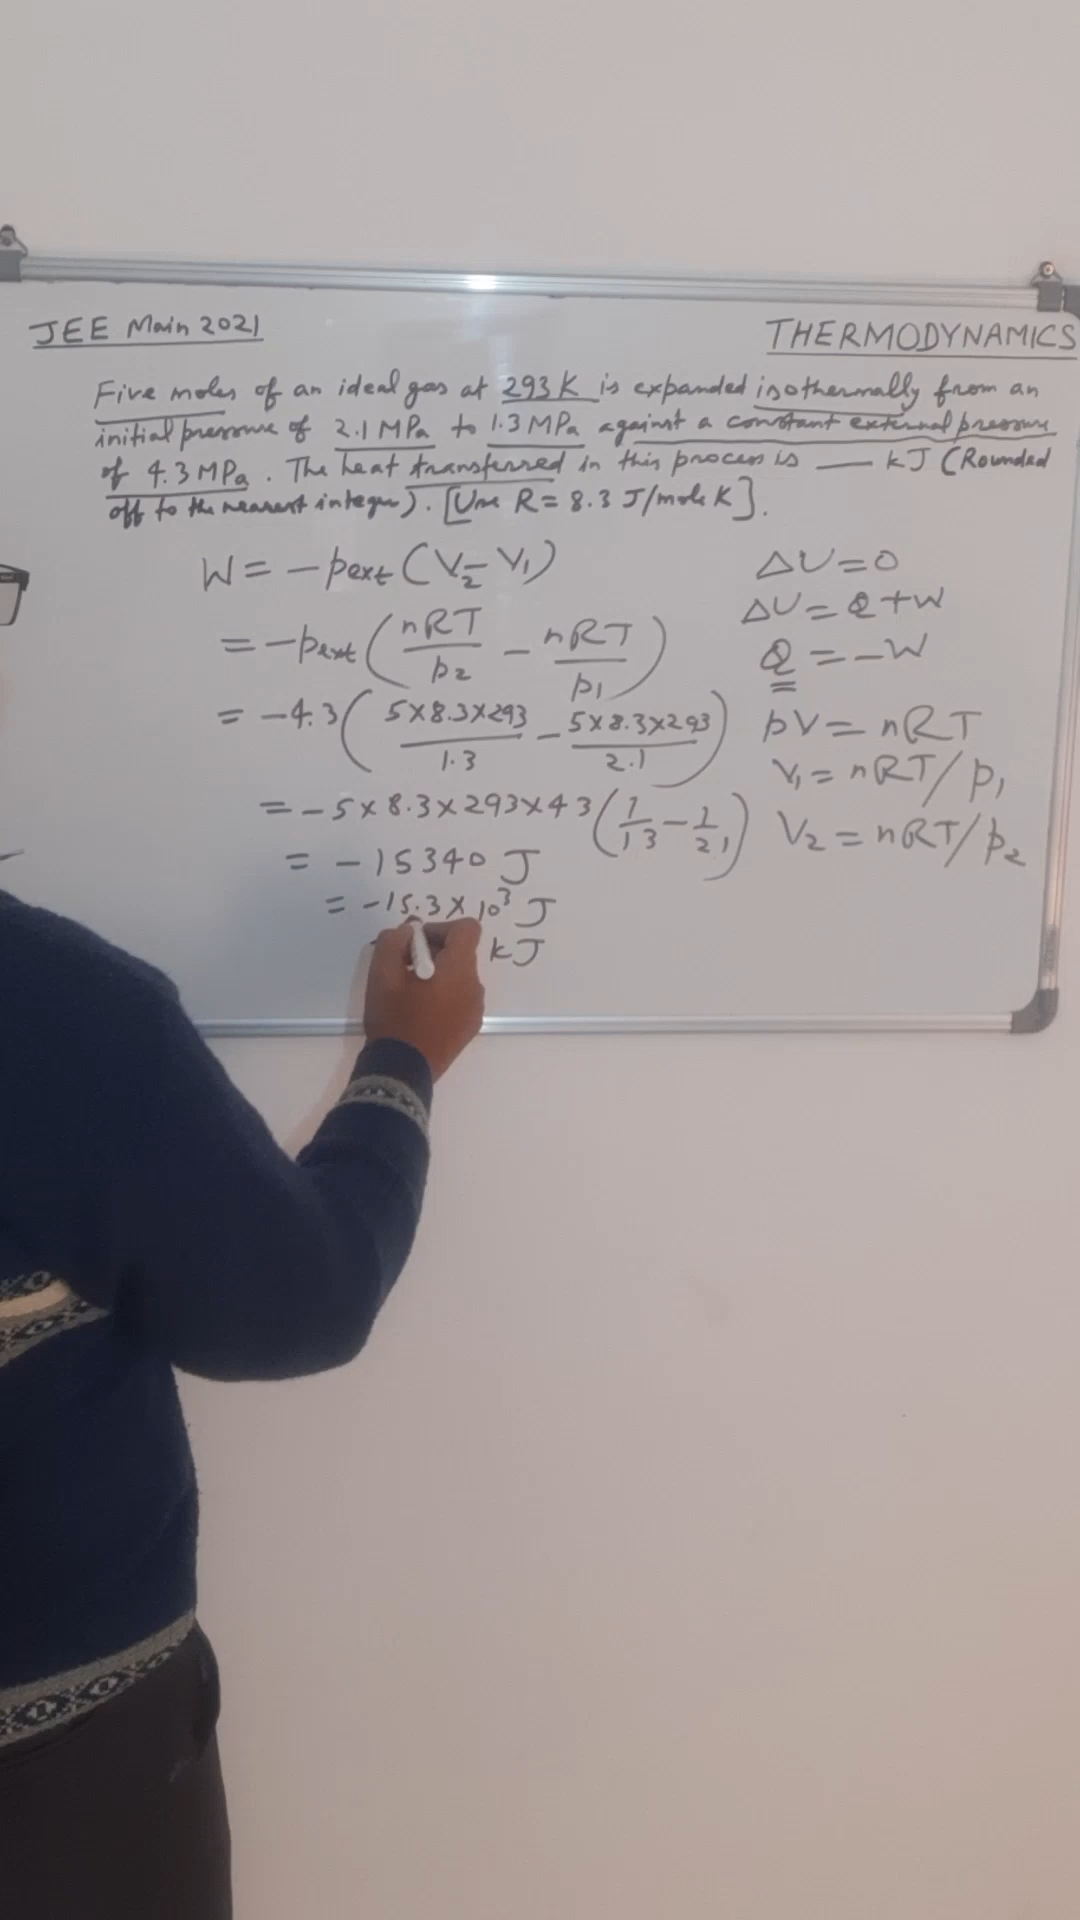 JEE Main 2021
THERMODYNAMICS
Five moles of an ideal gas at 293 K is expanded isothermally from an
initial pressure of 2.1 MPa to 1.3 MPa against a constant external pressure
of 4.3 MPa. The heat transferred in this process is ___ kJ (Rounded
off to the nearest integer). [Use R = 8.3 J/mole K].
W = -pext (V2 - V1)
= -pext (nRT/p2 - nRT/p1)
= -4.3 (5×8.3×293/1.3 - 5×8.3×293/2.1)
= -5×8.3×293×43 (1/13 - 1/21)
= -15340 J
= -15.3×10³ J
kJ
ΔU = 0
ΔU = Q + W
Q = -W
pV = nRT
V1 = nRT/p1
V2 = nRT/p2